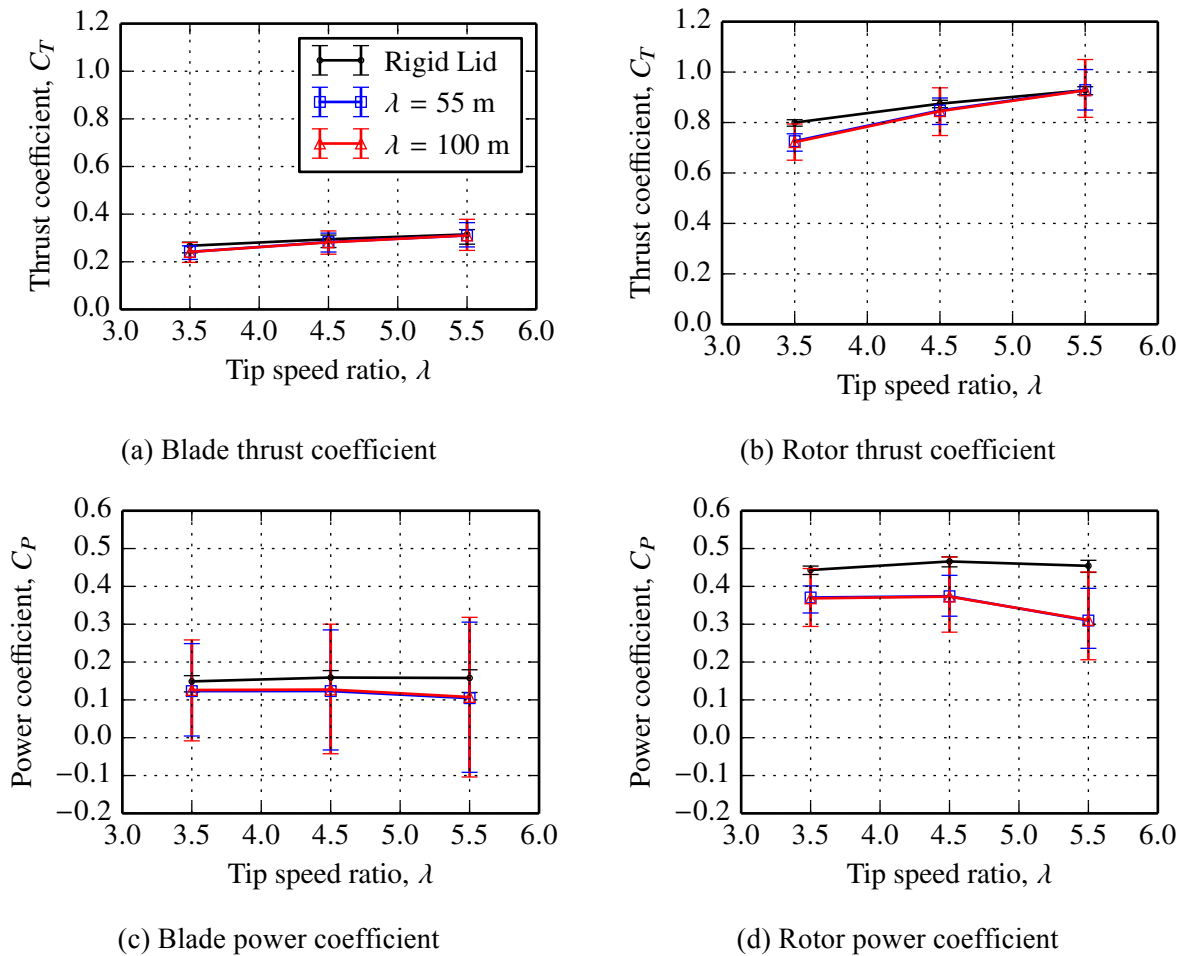 Thrust coefficient, C_T
1.2
1.0
0.8
0.6
0.4
0.2
0.0
3.0 3.5 4.0 4.5 5.0 5.5 6.0
Tip speed ratio, λ
Rigid Lid
λ = 55 m
λ = 100 m
(a) Blade thrust coefficient
Thrust coefficient, C_T
1.2
1.0
0.8
0.6
0.4
0.2
0.0
3.0 3.5 4.0 4.5 5.0 5.5 6.0
Tip speed ratio, λ
(b) Rotor thrust coefficient
Power coefficient, C_P
0.6
0.5
0.4
0.3
0.2
0.1
0.0
−0.1
−0.2
3.0 3.5 4.0 4.5 5.0 5.5 6.0
Tip speed ratio, λ
(c) Blade power coefficient
Power coefficient, C_P
0.6
0.5
0.4
0.3
0.2
0.1
0.0
−0.1
−0.2
3.0 3.5 4.0 4.5 5.0 5.5 6.0
Tip speed ratio, λ
(d) Rotor power coefficient